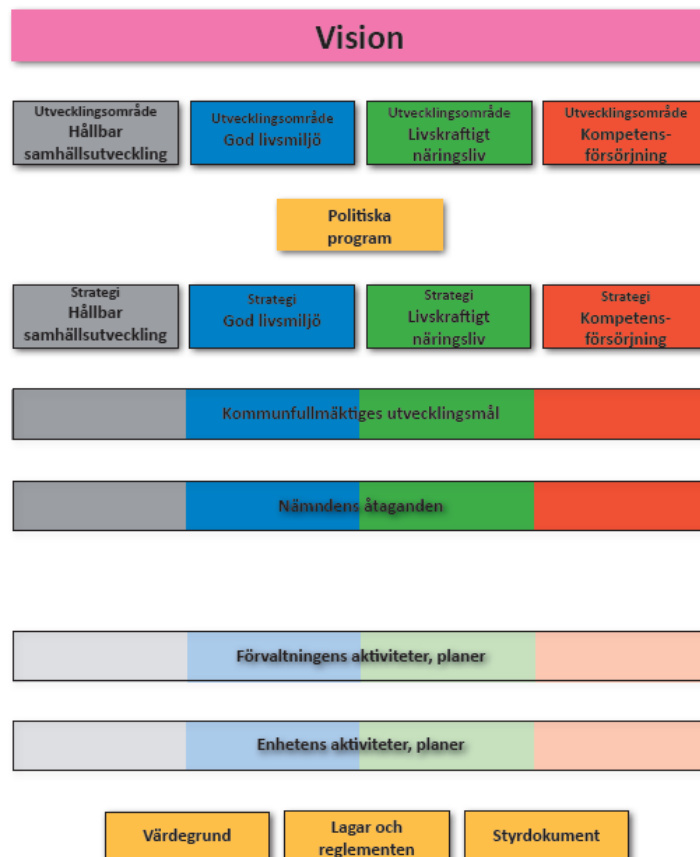 Vision
Utvecklingsområde
Hållbar
samhällsutveckling
Utvecklingsområde
God livsmiljö
Utvecklingsområde
Livskraftigt
näringsliv
Utvecklingsområde
Kompetens-
försörjning
Politiska
program
Strategi
Hållbar
samhällsutveckling
Strategi
God livsmiljö
Strategi
Livskraftigt
näringsliv
Strategi
Kompetens-
försörjning
Kommunfullmäktiges utvecklingsmål
Nämndens åtaganden
Förvaltningens aktiviteter, planer
Enhetens aktiviteter, planer
Värdegrund
Lagar och
reglementen
Styrdokument